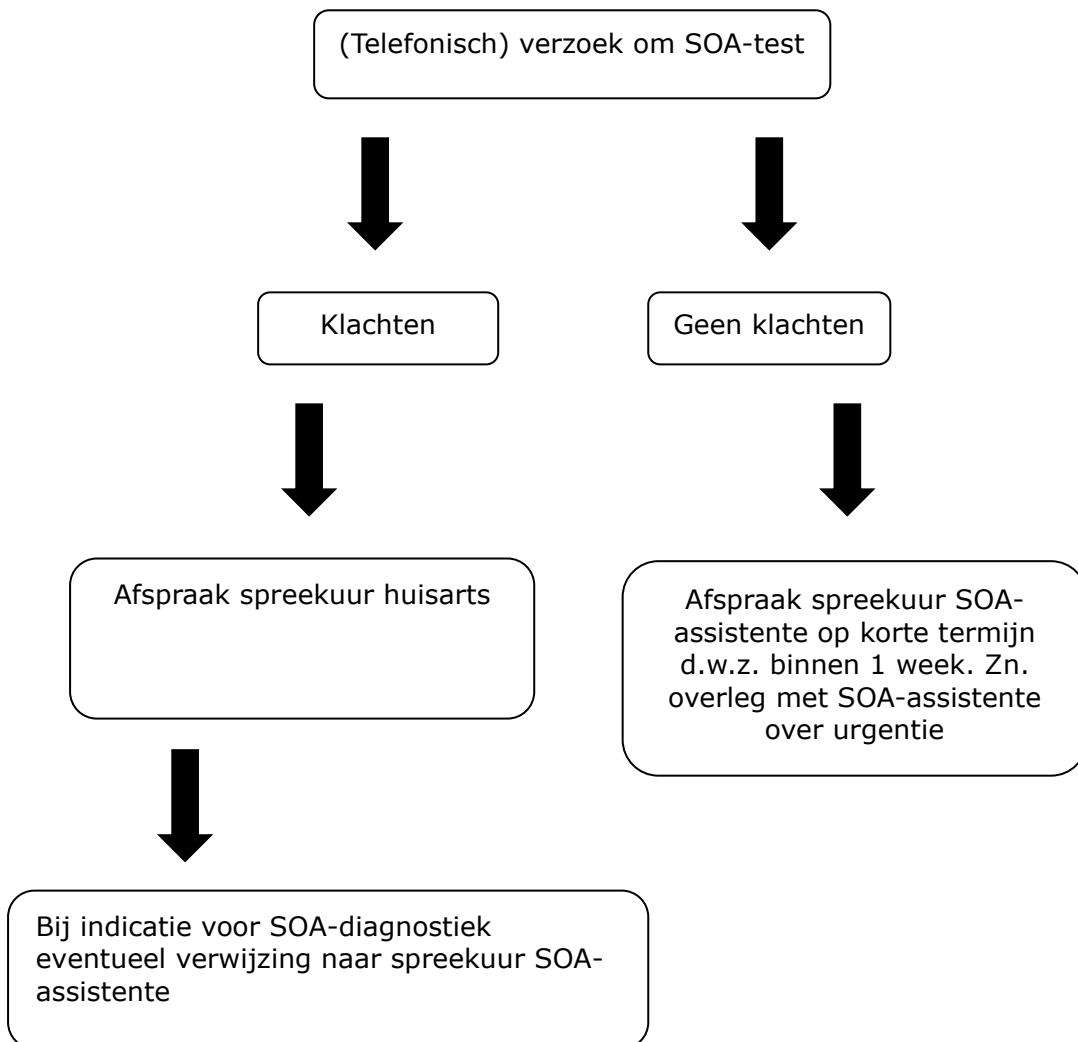 (Telefonisch) verzoek om SOA-test
Klachten
Geen klachten
Afspraak spreekuur huisarts
Afspraak spreekuur SOA-
assistente op korte termijn
d.w.z. binnen 1 week. Zn.
overleg met SOA-assistente
over urgentie
Bij indicatie voor SOA-diagnostiek
eventueel verwijzing naar spreekuur SOA-
assistente